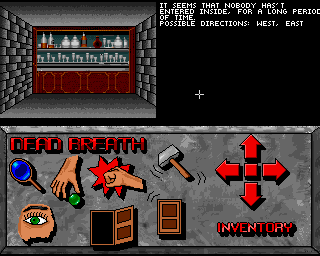 IT SEEMS THAT NOBODY HAS'T
ENTERED INSIDE, FOR A LONG PERIOD
OF TIME.
POSSIBLE DIRECTIONS: WEST, EAST
DEAD BREATH
INVENTORY